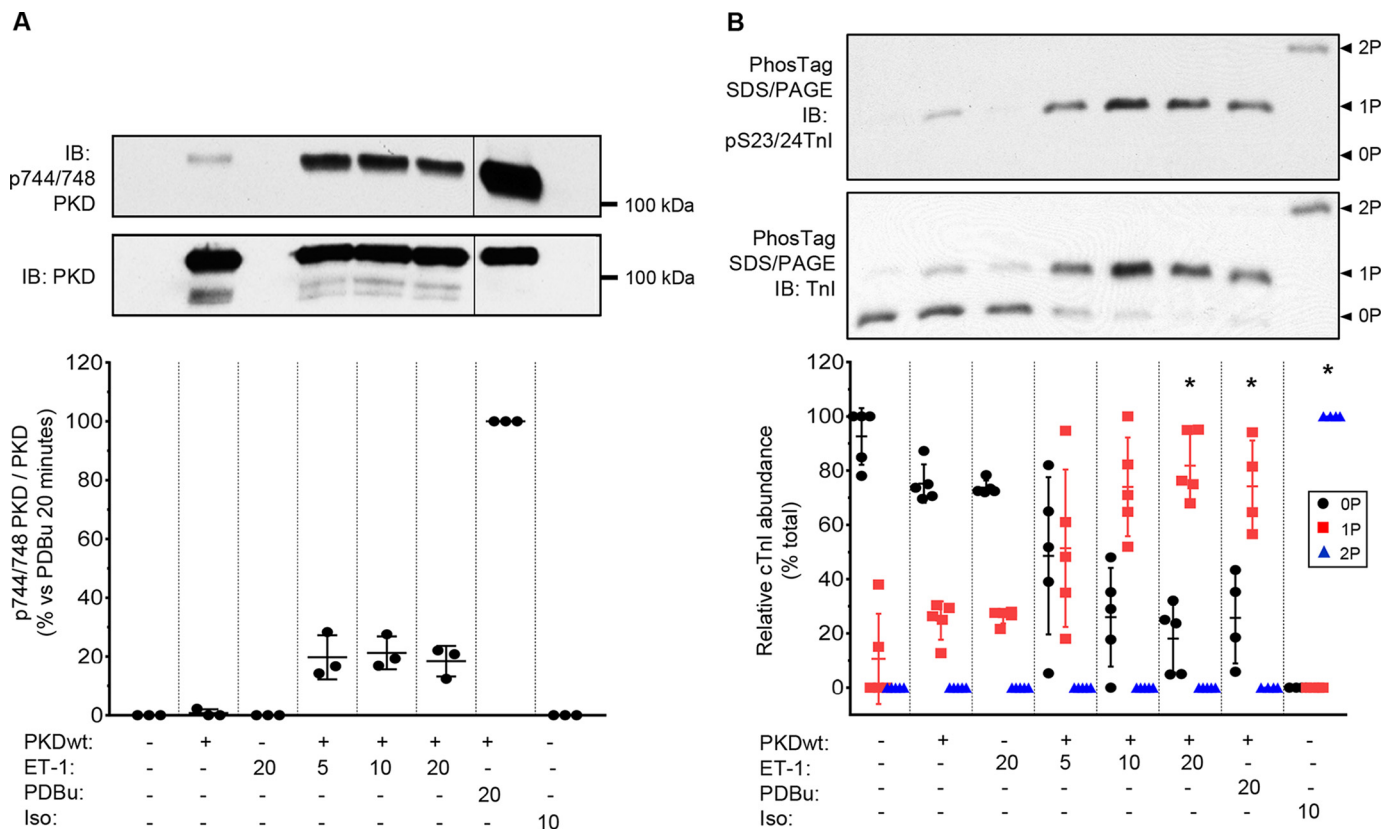 A
IB:
p744/748
PKD
100 kDa
IB: PKD
100 kDa
p744/748 PKD / PKD
(% vs PDBu 20 minutes)
120
100
80
60
40
20
0
PKDwt: - + - + + + + -
ET-1: - - 20 5 10 20 - -
PDBu: - - - - - - 20 -
Iso: - - - - - - - 10
B
PhosTag
SDS/PAGE
IB:
pS23/24TnI
2P
1P
0P
PhosTag
SDS/PAGE
IB: TnI
2P
1P
0P
Relative cTnI abundance
(% total)
120
100
80
60
40
20
0
* * *
0P
1P
2P
PKDwt: - + - + + + + -
ET-1: - - 20 5 10 20 - -
PDBu: - - - - - - 20 -
Iso: - - - - - - - 10